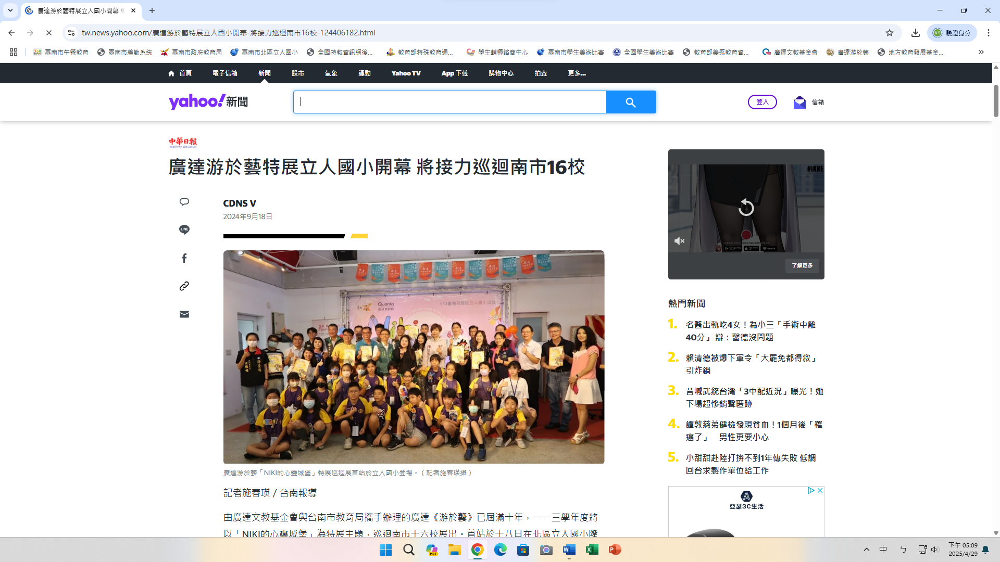 廣達游於藝特展立人國小開幕 將
tw.news.yahoo.com/廣達游於藝特展立人國小開幕-將接力巡迴南市16校-124406182.html
驗證身分
臺南市午餐教育
臺南市差勤系統
臺南市政府教育局
臺南市北區立人國小
全國特教資訊網後...
教育部特殊教育通...
學生輔導諮商中心
臺南市學生美術比賽
全國學生美術比賽
教育部美感教育資...
廣達文教基金會
廣達游於藝
地方教育發展基金...
首頁
電子信箱
新聞
股市
氣象
運動
Yahoo TV
App 下載
購物中心
拍賣
更多...
yahoo!新聞
登入
信箱
中華日報
廣達游於藝特展立人國小開幕 將接力巡迴南市16校
CDNS V
2024年9月18日
LINE
Quanta
廣達游於藝「NIKI的心靈城堡」特展巡迴展首站於立人國小登場。（記者施春瑛攝）
記者施春瑛／台南報導
由廣達文教基金會與台南市教育局攜手辦理的廣達《游於藝》已屆滿十年，一一三學年度將
以「NIKI的心靈城堡」為特展主題，巡迴南市十六校展出。首站於十八日在北區立人國小隆
NIKKE
了解更多
熱門新聞
1. 名醫出軌吃4女！為小三「手術中離
40分」 辯：醫德沒問題
2. 賴清德被爆下軍令「大罷免都得救」
引炸鍋
3. 昔喊武統台灣「3中配近況」曝光！她
下場超慘銷聲匿跡
4. 譚敦慈弟健檢發現貧血！1個月後「罹
癌了」 男性更要小心
5. 小甜甜赴陸打拚不到1年傳失敗 低調
回台求製作單位給工作
亞瑟3C生活
PRE
中
ㄣ
下午 05:09
2025/4/29